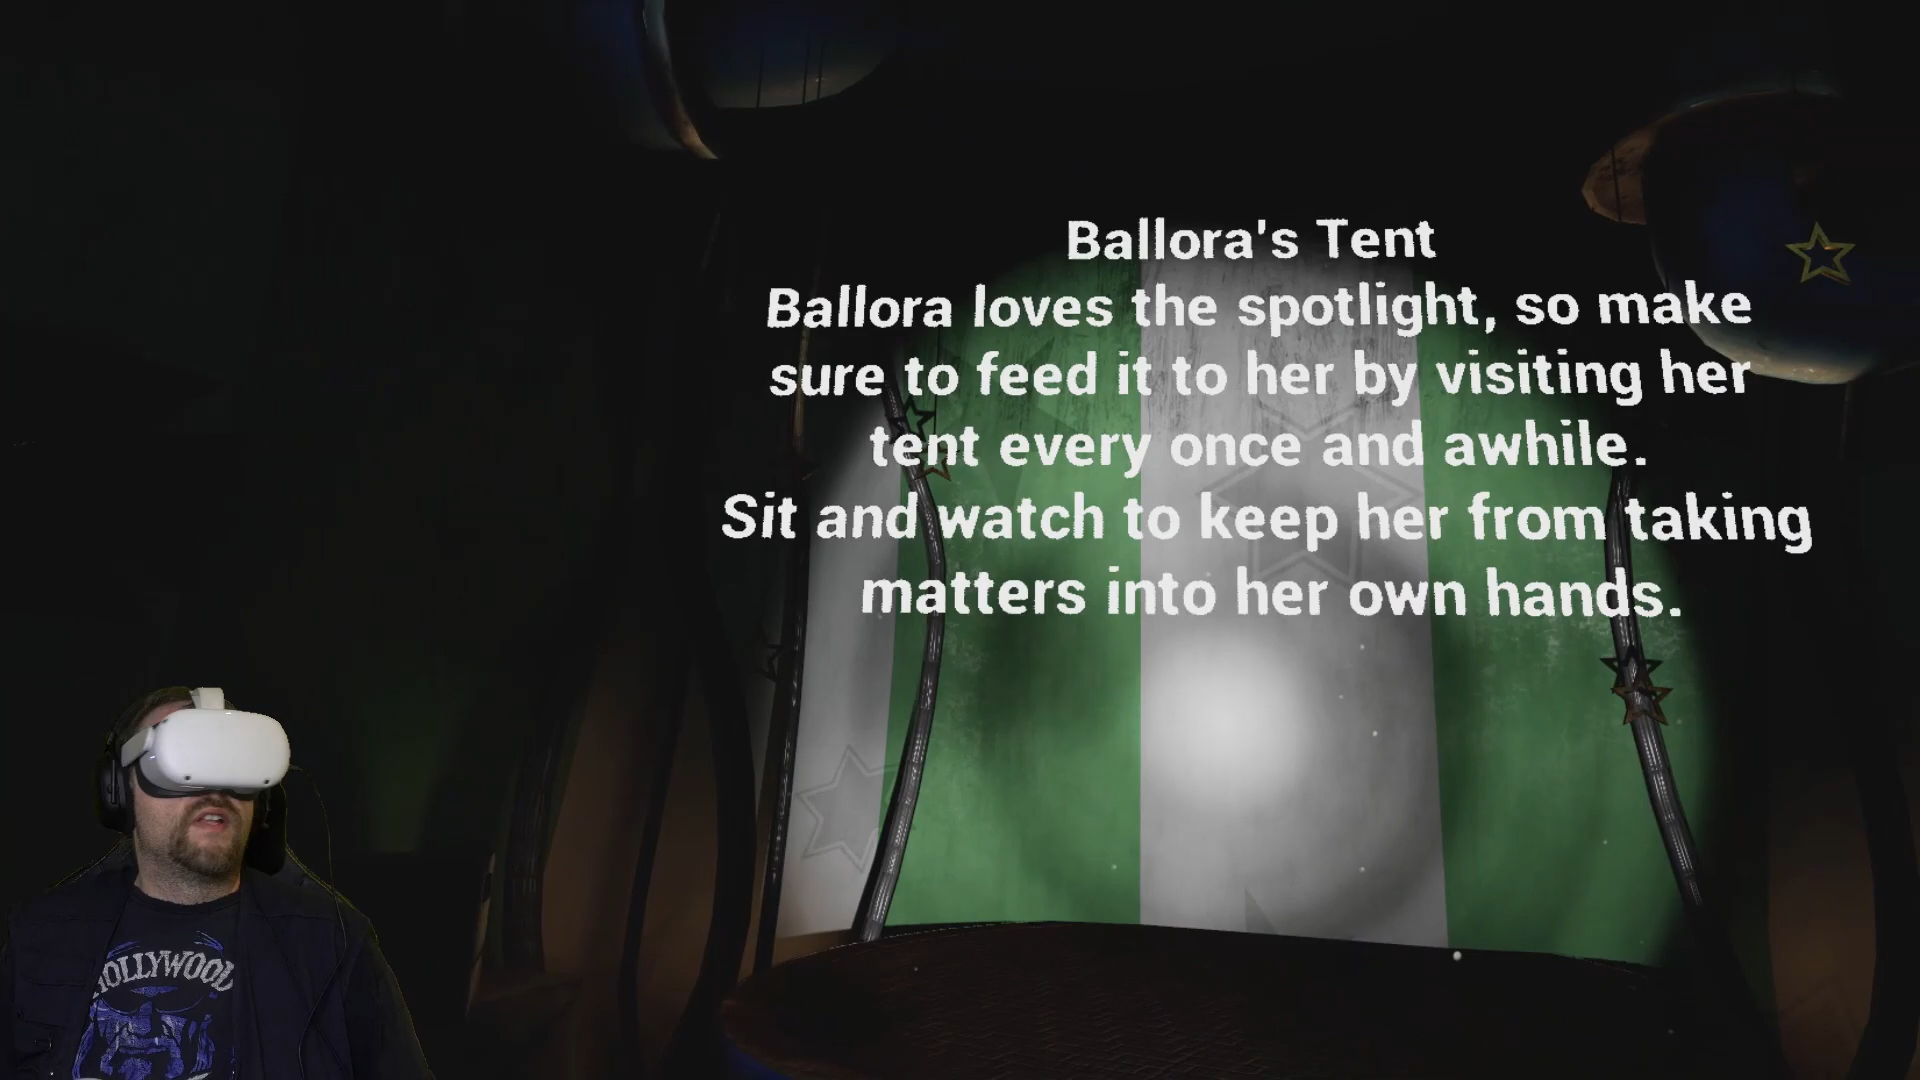 Ballora's Tent
Ballora loves the spotlight, so make
sure to feed it to her by visiting her
tent every once and awhile.
Sit and watch to keep her from taking
matters into her own hands.
HOLLYWOOD